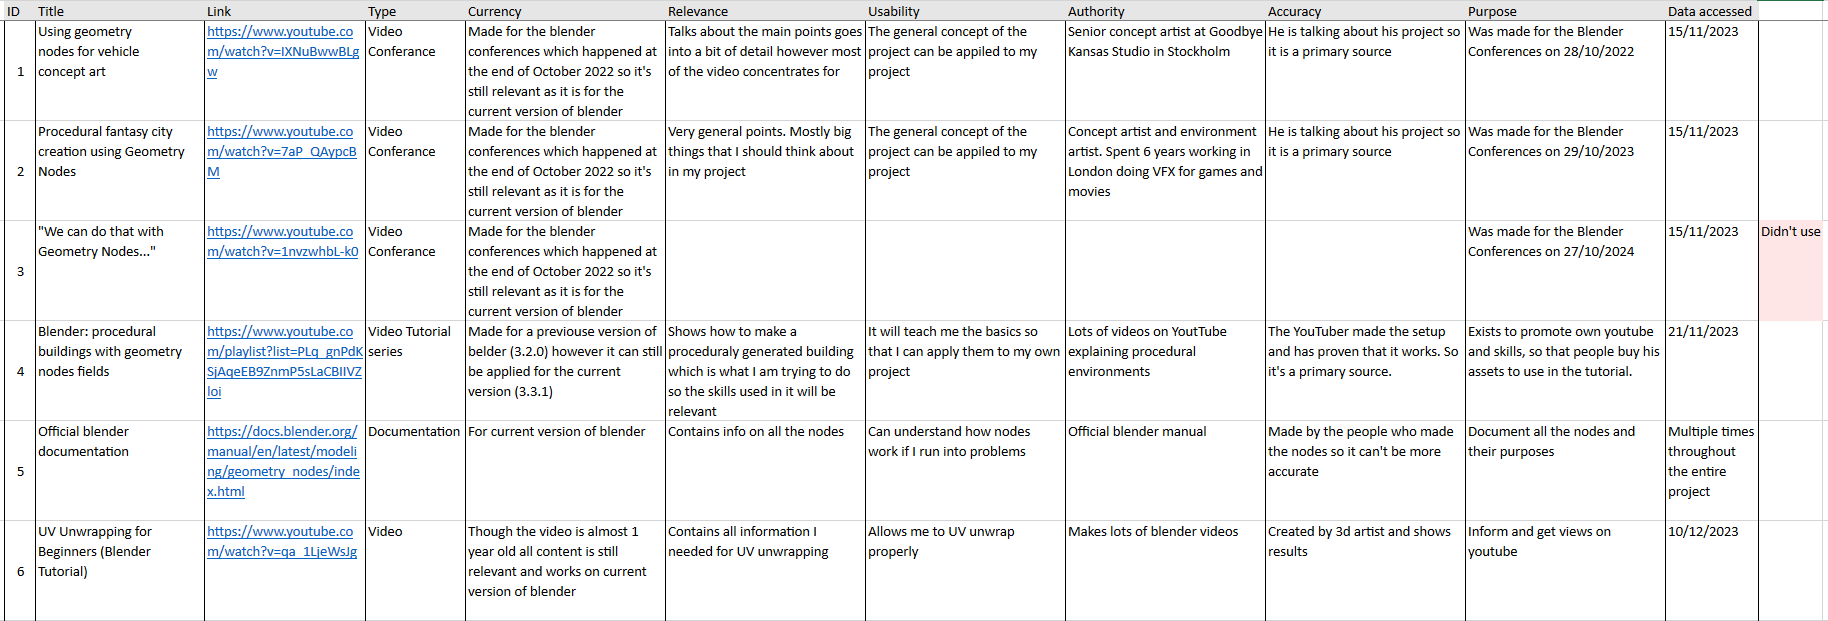 ID Title Link Type Currency Relevance Usability Authority Accuracy Purpose Data accessed
1
Using geometry
nodes for vehicle
concept art
https://www.youtube.co
m/watch?v=IXNuBwwBLg
w
Video
Conferance
Made for the blender
conferences which happened at
the end of October 2022 so it's
still relevant as it is for the
current version of blender
Talks about the main points goes
into a bit of detail however most
of the video concentrates for
The general concept of the
project can be appiled to my
project
Senior concept artist at Goodbye
Kansas Studio in Stockholm
He is talking about his project so
it is a primary source
Was made for the Blender
Conferences on 28/10/2022
15/11/2023
2
Procedural fantasy city
creation using Geometry
Nodes
https://www.youtube.co
m/watch?v=7aP_QAypcB
M
Video
Conferance
Made for the blender
conferences which happened at
the end of October 2022 so it's
still relevant as it is for the
current version of blender
Very general points. Mostly big
things that I should think about
in my project
The general concept of the
project can be appiled to my
project
Concept artist and environment
artist. Spent 6 years working in
London doing VFX for games and
movies
He is talking about his project so
it is a primary source
Was made for the Blender
Conferences on 29/10/2023
15/11/2023
3
"We can do that with
Geometry Nodes..."
https://www.youtube.co
m/watch?v=1nvzwhbL-k0
Video
Conferance
Made for the blender
conferences which happened at
the end of October 2022 so it's
still relevant as it is for the
current version of blender
Was made for the Blender
Conferences on 27/10/2024
15/11/2023
Didn't use
4
Blender: procedural
buildings with geometry
nodes fields
https://www.youtube.co
m/playlist?list=PLq_gnPdK
SjAqeEB9ZnmP5sLaCBIIVZ
loi
Video Tutorial
series
Made for a previouse version of
belder (3.2.0) however it can still
be applied for the current
version (3.3.1)
Shows how to make a
proceduraly generated building
which is what I am trying to do
so the skills used in it will be
relevant
It will teach me the basics so
that I can apply them to my own
project
Lots of videos on YoutTube
explaining procedural
environments
The YouTuber made the setup
and has proven that it works. So
it's a primary source.
Exists to promote own youtube
and skills, so that people buy his
assets to use in the tutorial.
21/11/2023
5
Official blender
documentation
https://docs.blender.org/
manual/en/latest/modeli
ng/geometry_nodes/inde
x.html
Documentation
For current version of blender
Contains info on all the nodes
Can understand how nodes
work if I run into problems
Official blender manual
Made by the people who made
the nodes so it can't be more
accurate
Document all the nodes and
their purposes
Multiple times
throughout
the entire
project
6
UV Unwrapping for
Beginners (Blender
Tutorial)
https://www.youtube.co
m/watch?v=qa_1LjeWsJg
Video
Though the video is almost 1
year old all content is still
relevant and works on current
version of blender
Contains all information I
needed for UV unwrapping
Allows me to UV unwrap
properly
Makes lots of blender videos
Created by 3d artist and shows
results
Inform and get views on
youtube
10/12/2023